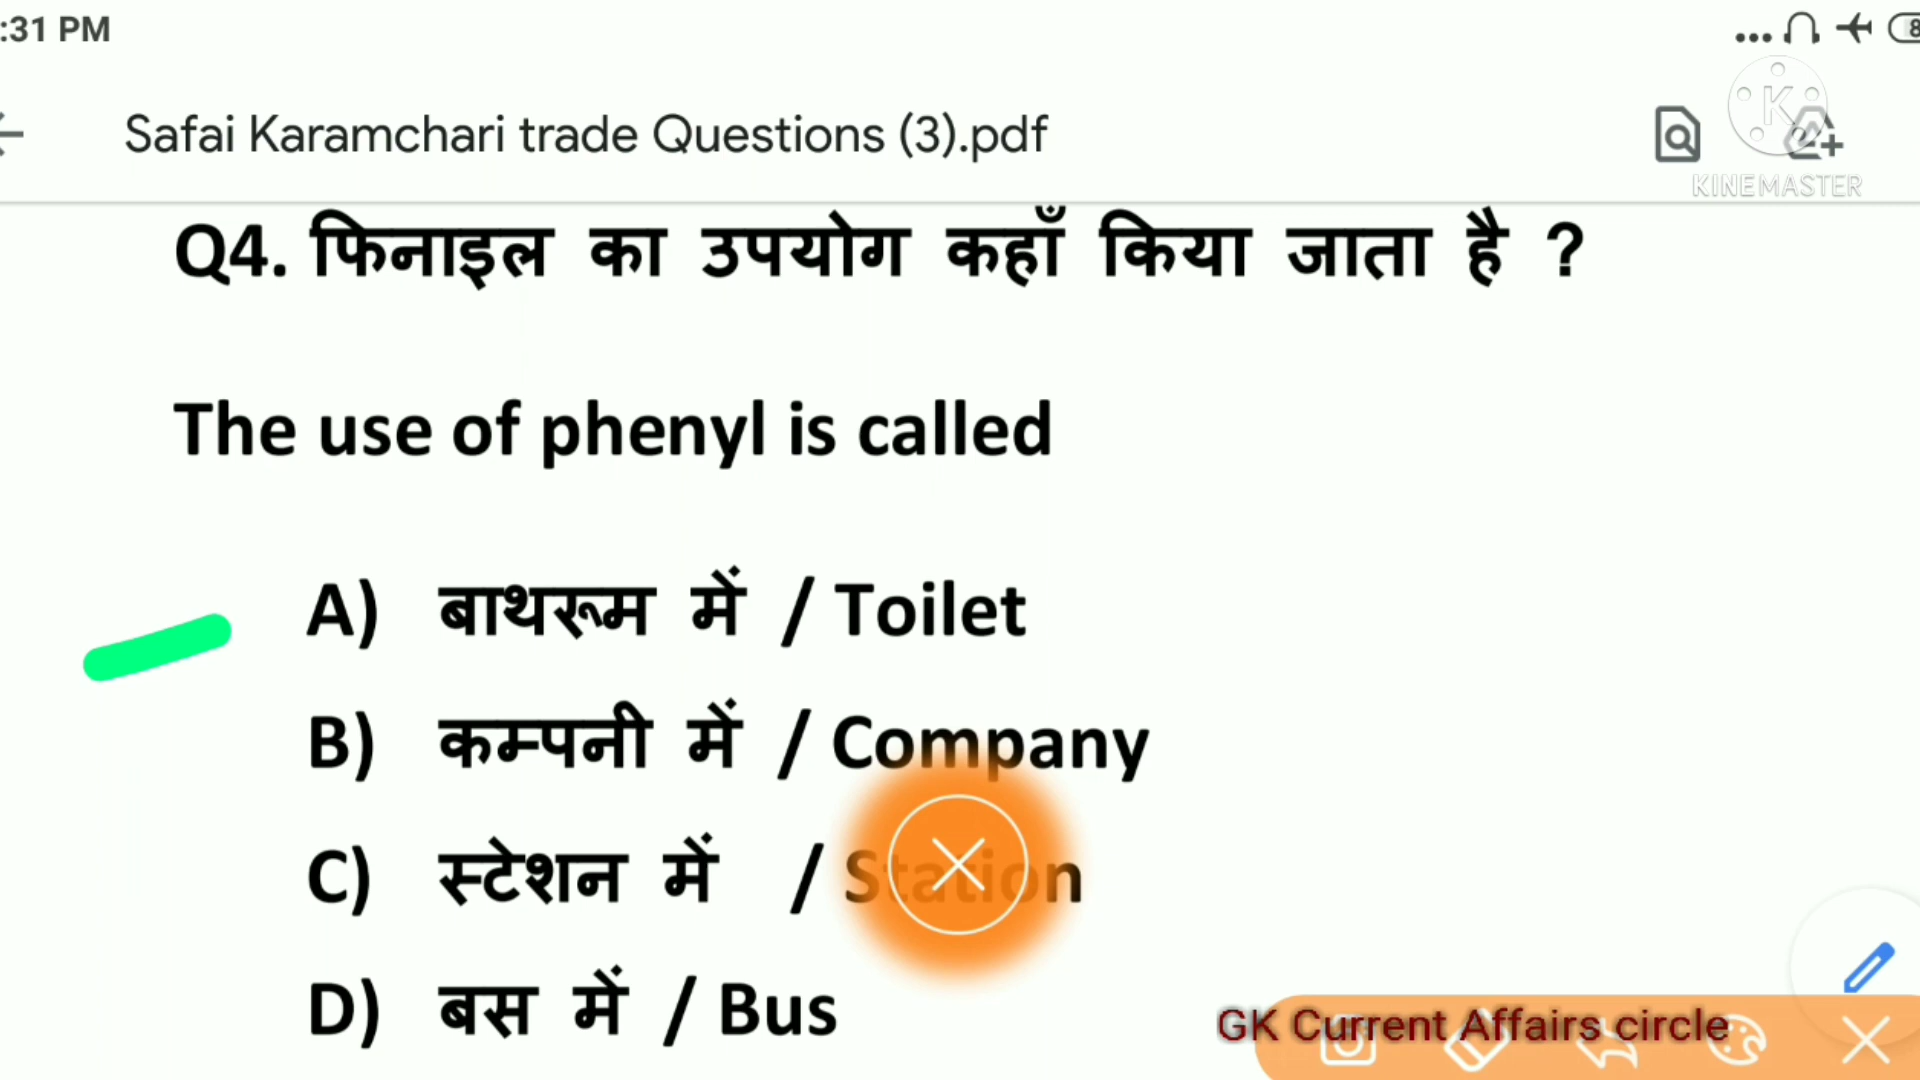 :31 PM
Safai Karamchari trade Questions (3).pdf
KINEMASTER
Q4. फिनाइल का उपयोग कहाँ किया जाता है ?
The use of phenyl is called
A) बाथरूम में / Toilet
B) कम्पनी में / Company
C) स्टेशन में / Station
D) बस में / Bus
GK Current Affairs circle